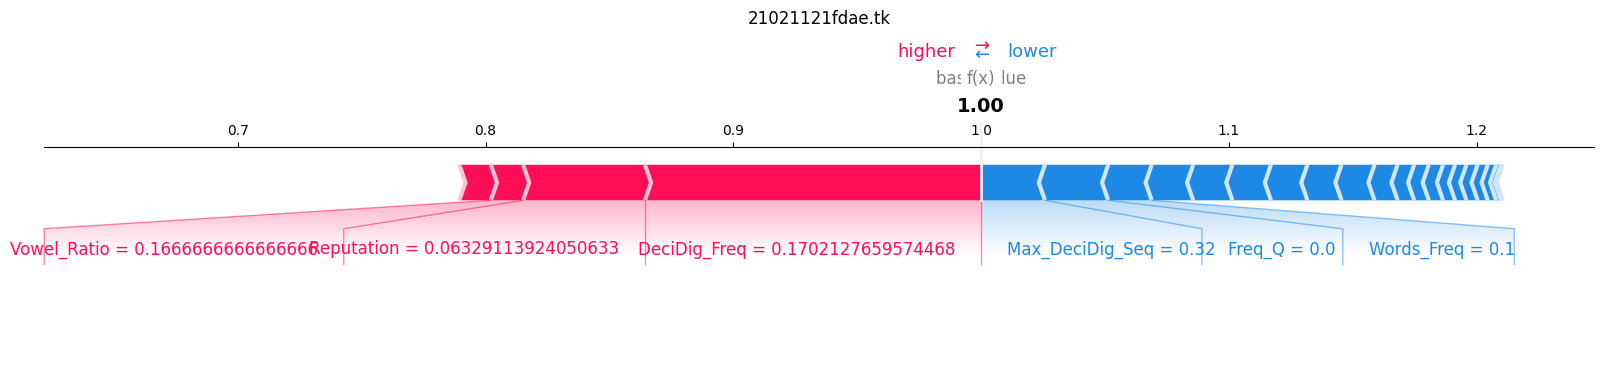 21021121fdae.tk
higher ⇄ lower
bas f(x) lue
1.00
0.7 0.8 0.9 1 0 1.1 1.2
Vowel_Ratio = 0.1666666666666666 Reputation = 0.06329113924050633 DeciDig_Freq = 0.1702127659574468 Max_DeciDig_Seq = 0.32 Freq_Q = 0.0 Words_Freq = 0.1